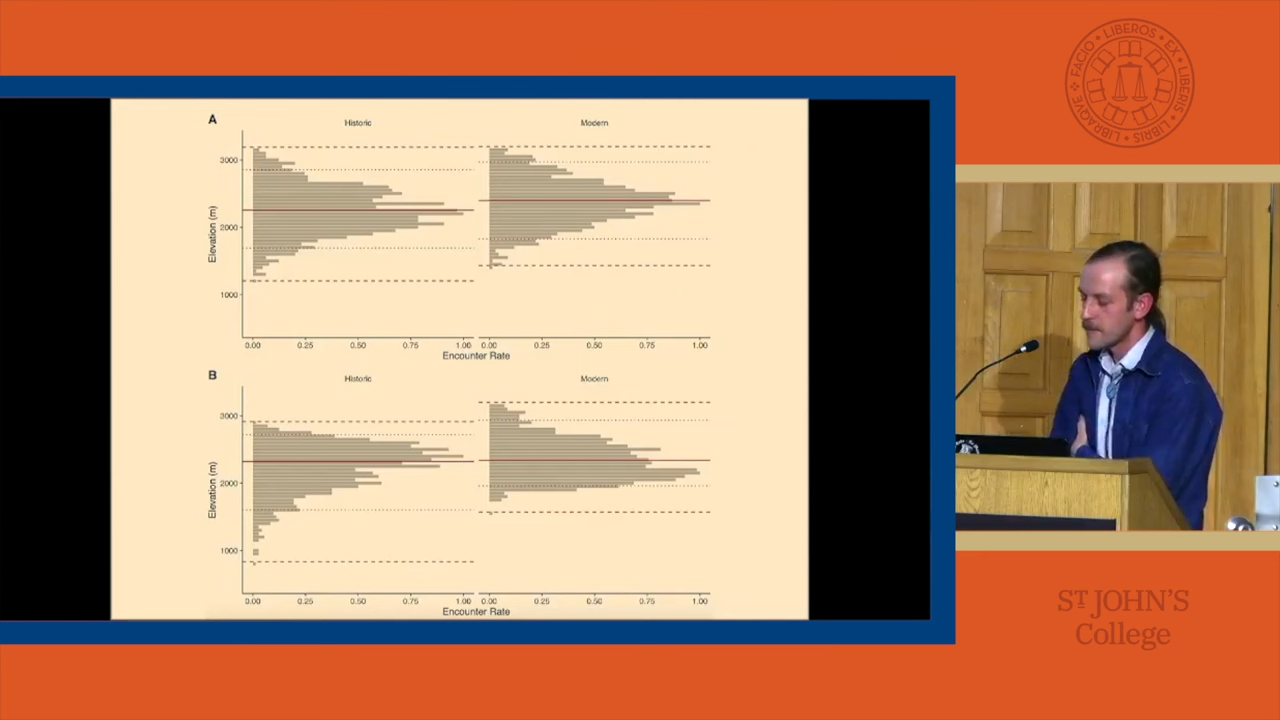 A
Historic
Modern
3000
2000
1000
Elevation (m)
0.00 0.25 0.50 0.75 1.00 0.00 0.25 0.50 0.75 1.00
Encounter Rate
B
Historic
Modern
3000
2000
1000
Elevation (m)
0.00 0.25 0.50 0.75 1.00 0.00 0.25 0.50 0.75 1.00
Encounter Rate
FACIO LIBEROS EX LIBERIS LIBRIS LIBRAQVE
ST JOHN'S
College